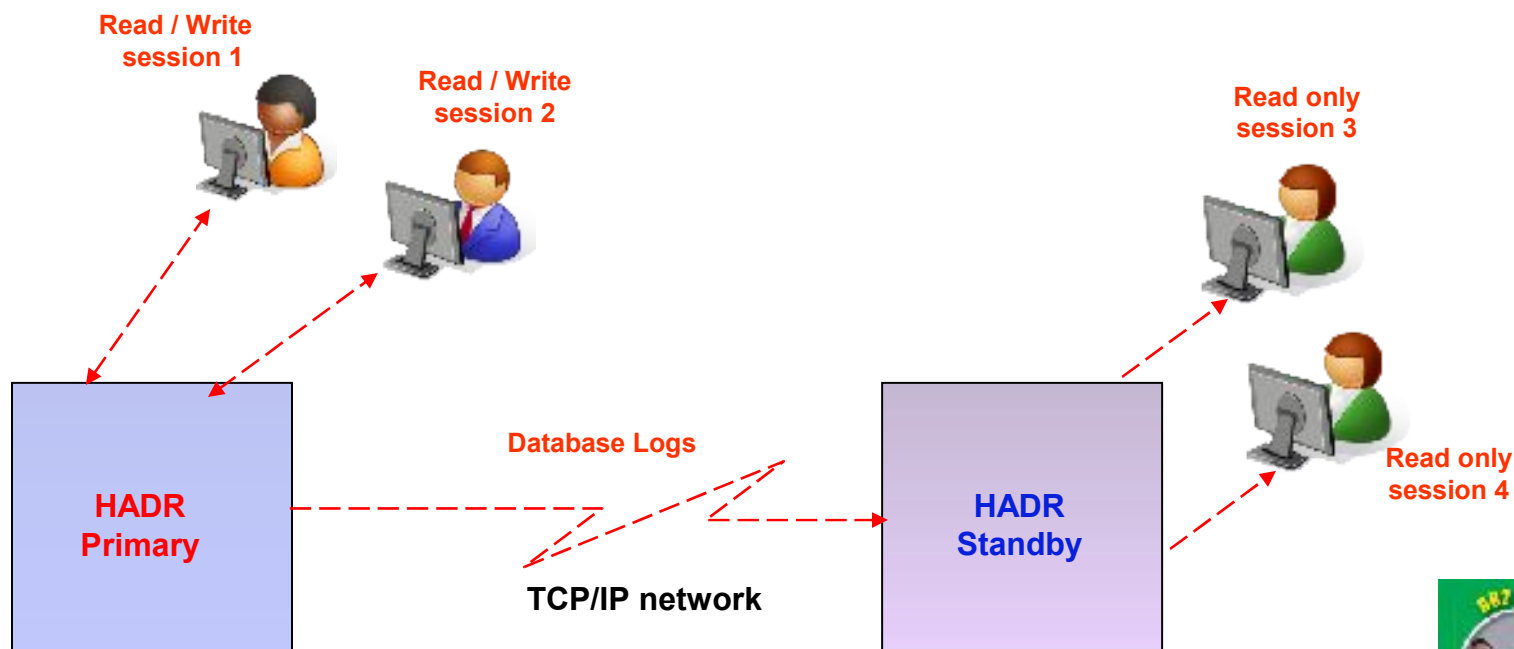 Read / Write
session 1
Read / Write
session 2
Read only
session 3
Read only
session 4
Database Logs
HADR
Primary
HADR
Standby
TCP/IP network